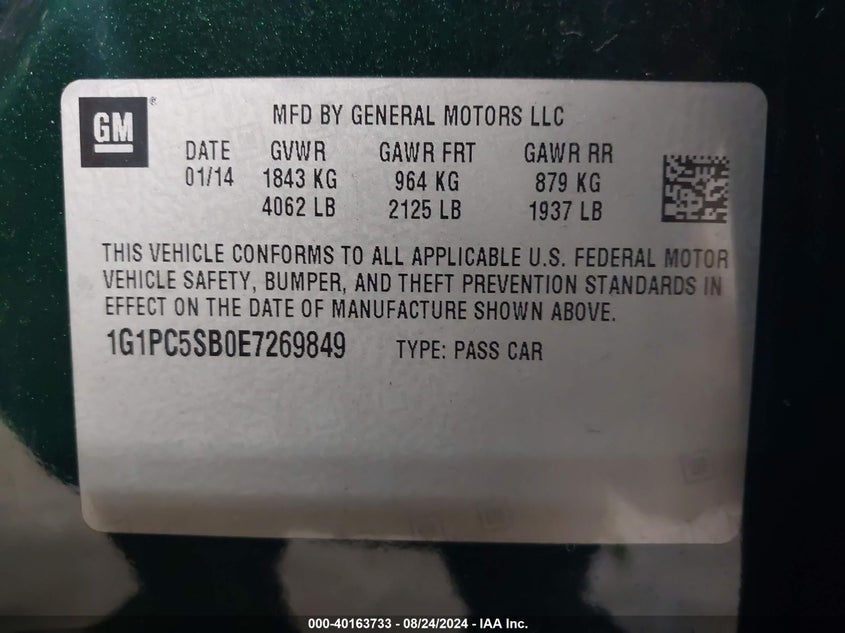 GM®
MFD BY GENERAL MOTORS LLC
DATE GVWR GAWR FRT GAWR RR
01/14 1843 KG 964 KG 879 KG
4062 LB 2125 LB 1937 LB
THIS VEHICLE CONFORMS TO ALL APPLICABLE U.S. FEDERAL MOTOR
VEHICLE SAFETY, BUMPER, AND THEFT PREVENTION STANDARDS IN
EFFECT ON THE DATE OF MANUFACTURE SHOWN ABOVE.
1G1PC5SB0E7269849 TYPE: PASS CAR
000-40163733 - 08/24/2024 - IAA Inc.